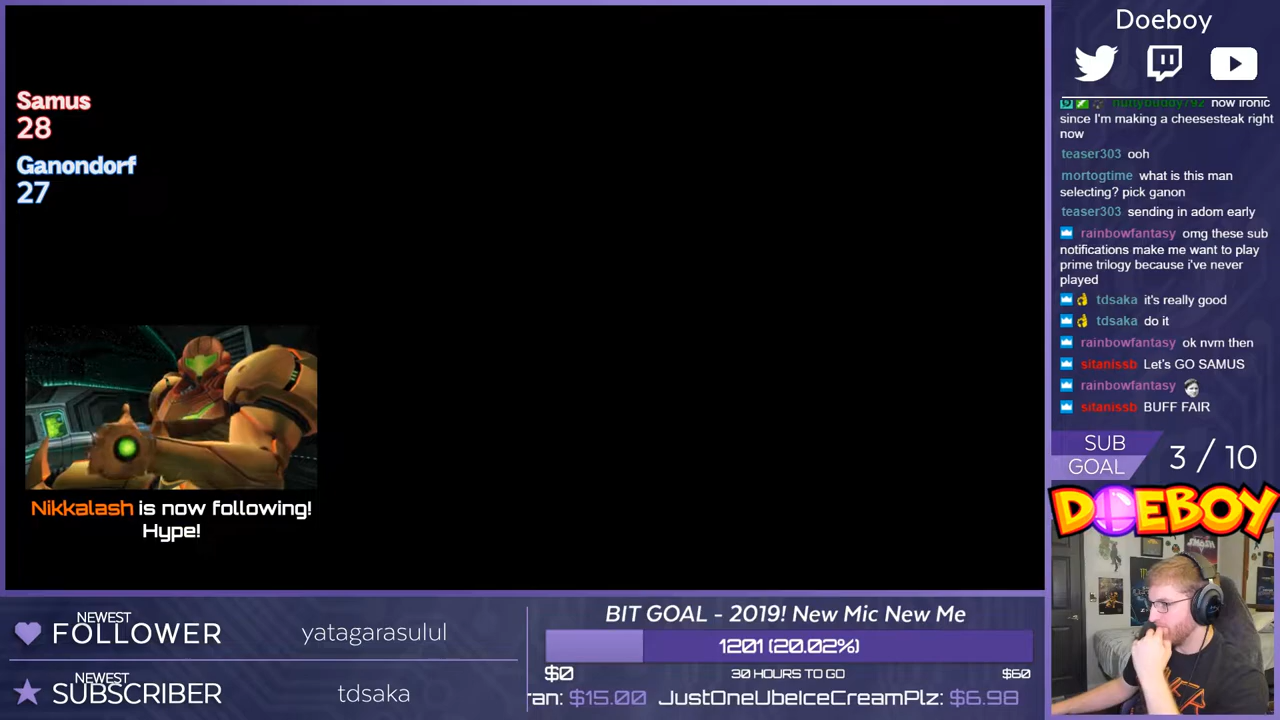 Doeboy
Samus
28
Ganondorf
27
nuttybuddy792 now ironic
since I'm making a cheesesteak right
now
teaser303 ooh
mortogtime what is this man
selecting? pick ganon
teaser303 sending in adom early
rainbowfantasy omg these sub
notifications make me want to play
prime trilogy because i've never
played
tdsaka it's really good
tdsaka do it
rainbowfantasy ok nvm then
sitanissb Let's GO SAMUS
rainbowfantasy
sitanissb BUFF FAIR
SUB
GOAL
3 / 10
DOEBOY
Nikkalash is now following!
Hype!
NEWEST
FOLLOWER
yatagarasulul
NEWEST
SUBSCRIBER
tdsaka
BIT GOAL - 2019! New Mic New Me
1201 (20.02%)
$0
30 HOURS TO GO
$60
ran: $15.00 JustOneUbeIceCreamPlz: $6.98